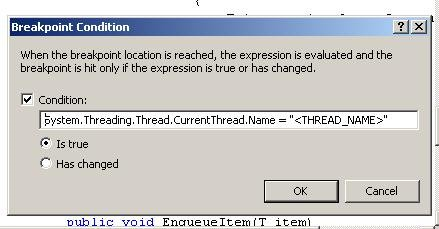 {
Breakpoint Condition
When the breakpoint location is reached, the expression is evaluated and the
breakpoint is hit only if the expression is true or has changed.
Condition:
System.Threading.Thread.CurrentThread.Name = "<THREAD_NAME>"
Is true
Has changed
OK Cancel
public void EnqueueItem(T item)